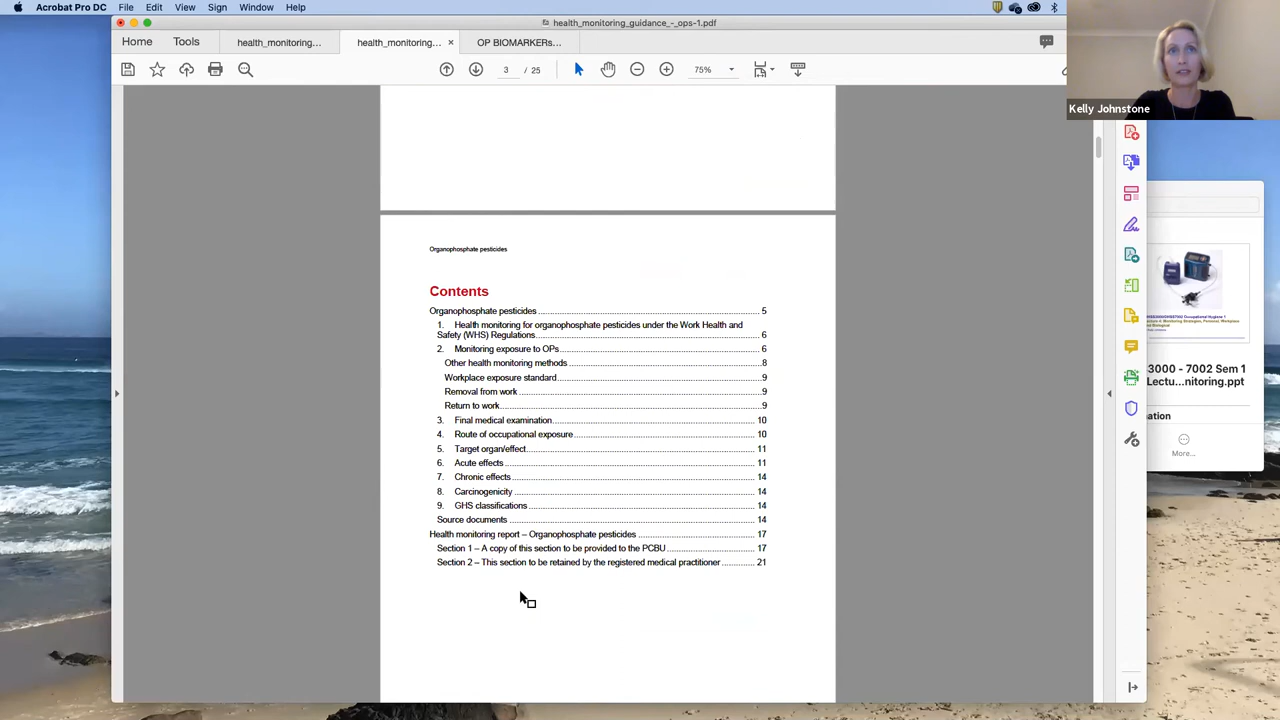 Acrobat Pro DC File Edit View Sign Window Help
health_monitoring_guidance_-_ops-1.pdf
Home Tools health_monitoring... health_monitoring... × OP BIOMARKERs...
3 / 25 75%
Kelly Johnstone
Organophosphate pesticides
Contents
Organophosphate pesticides 5
1. Health monitoring for organophosphate pesticides under the Work Health and
Safety (WHS) Regulations 6
2. Monitoring exposure to OPs 6
Other health monitoring methods 8
Workplace exposure standard 9
Removal from work 9
Return to work 9
3. Final medical examination 10
4. Route of occupational exposure 10
5. Target organ/effect 11
6. Acute effects 11
7. Chronic effects 14
8. Carcinogenicity 14
9. GHS classifications 14
Source documents 14
Health monitoring report – Organophosphate pesticides 17
Section 1 – A copy of this section to be provided to the PCBU 17
Section 2 – This section to be retained by the registered medical practitioner 21
3000 - 7002 Sem 1
Lectu...nitoring.ppt
nation
More...